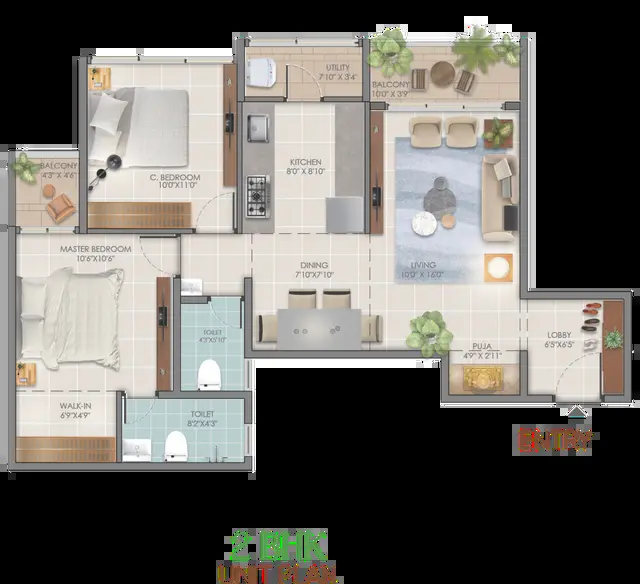 UTILITY
7'10" X 3'4"
BALCONY
10'0" X 3'9"
BALCONY
4'3" X 4'6"
C. BEDROOM
10'0"X11'0"
KITCHEN
8'0" X 8'10"
MASTER BEDROOM
10'6"X10'6"
DINING
7'10"X7'10"
LIVING
10'0" X 16'0"
TOILET
4'3"X5'10"
PUJA
4'9" X 2'11"
LOBBY
6'5"X6'5"
WALK-IN
6'9"X4'9"
TOILET
8'2"X4'3"
ENTRY
2 BHK
UNIT PLAN